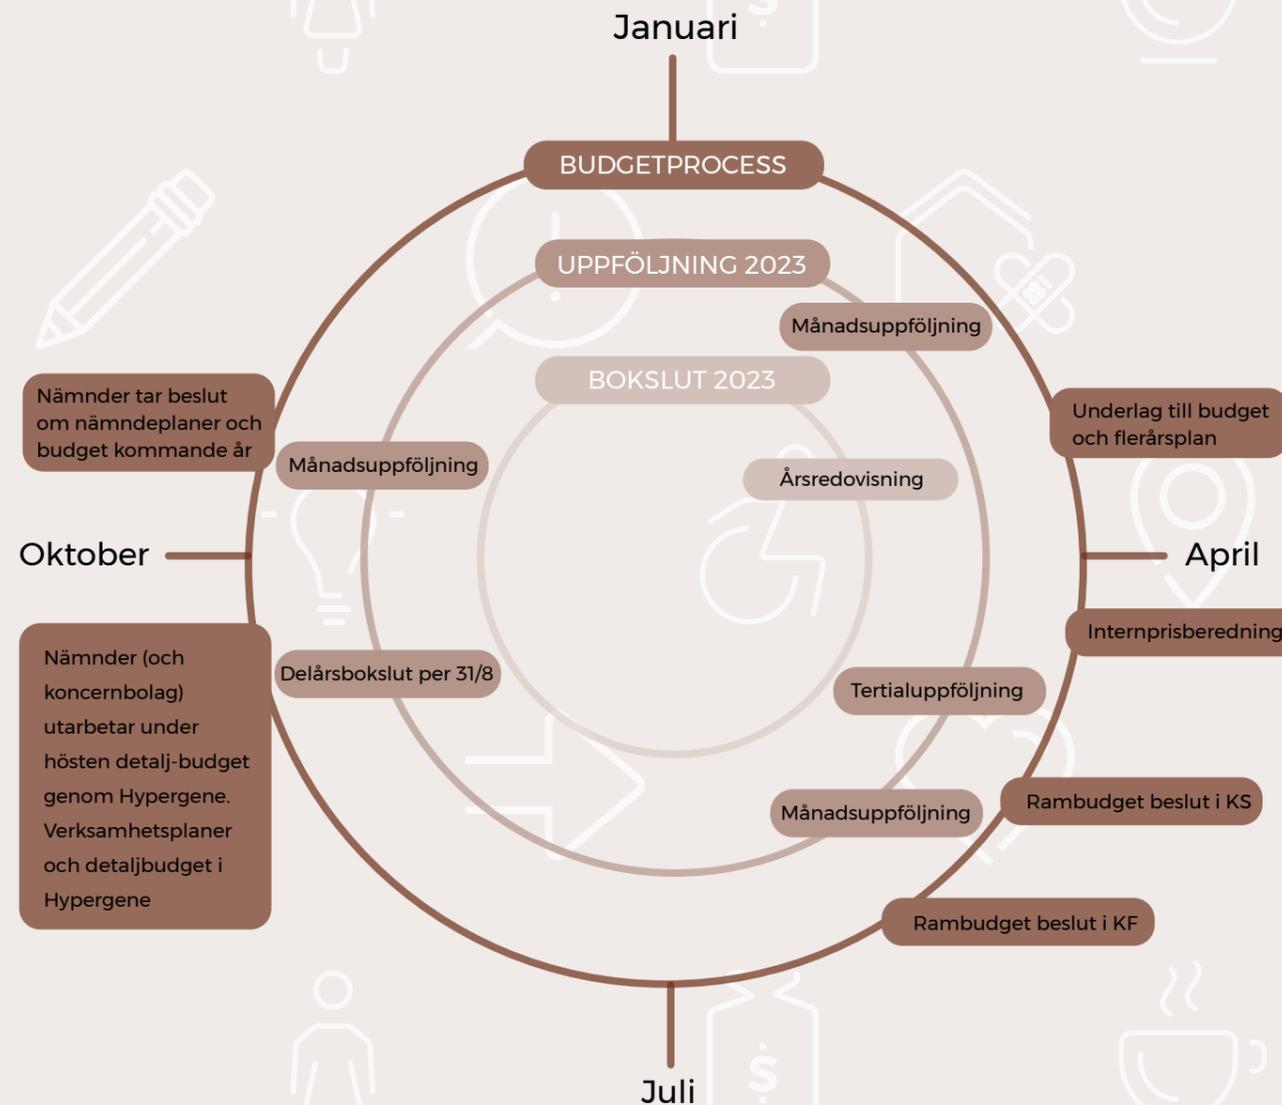 Januari
BUDGETPROCESS
UPPFÖLJNING 2023
Månadsuppföljning
BOKSLUT 2023
Nämnder tar beslut
om nämndeplaner och
budget kommande år
Underlag till budget
och flerårsplan
Månadsuppföljning
Årsredovisning
Oktober
April
Internprisberedning
Nämnder (och
koncernbolag)
utarbetar under
hösten detalj-budget
genom Hypergene.
Verksamhetsplaner
och detaljbudget i
Hypergene
Delårsbokslut per 31/8
Tertialuppföljning
Rambudget beslut i KS
Månadsuppföljning
Rambudget beslut i KF
Juli
$
$